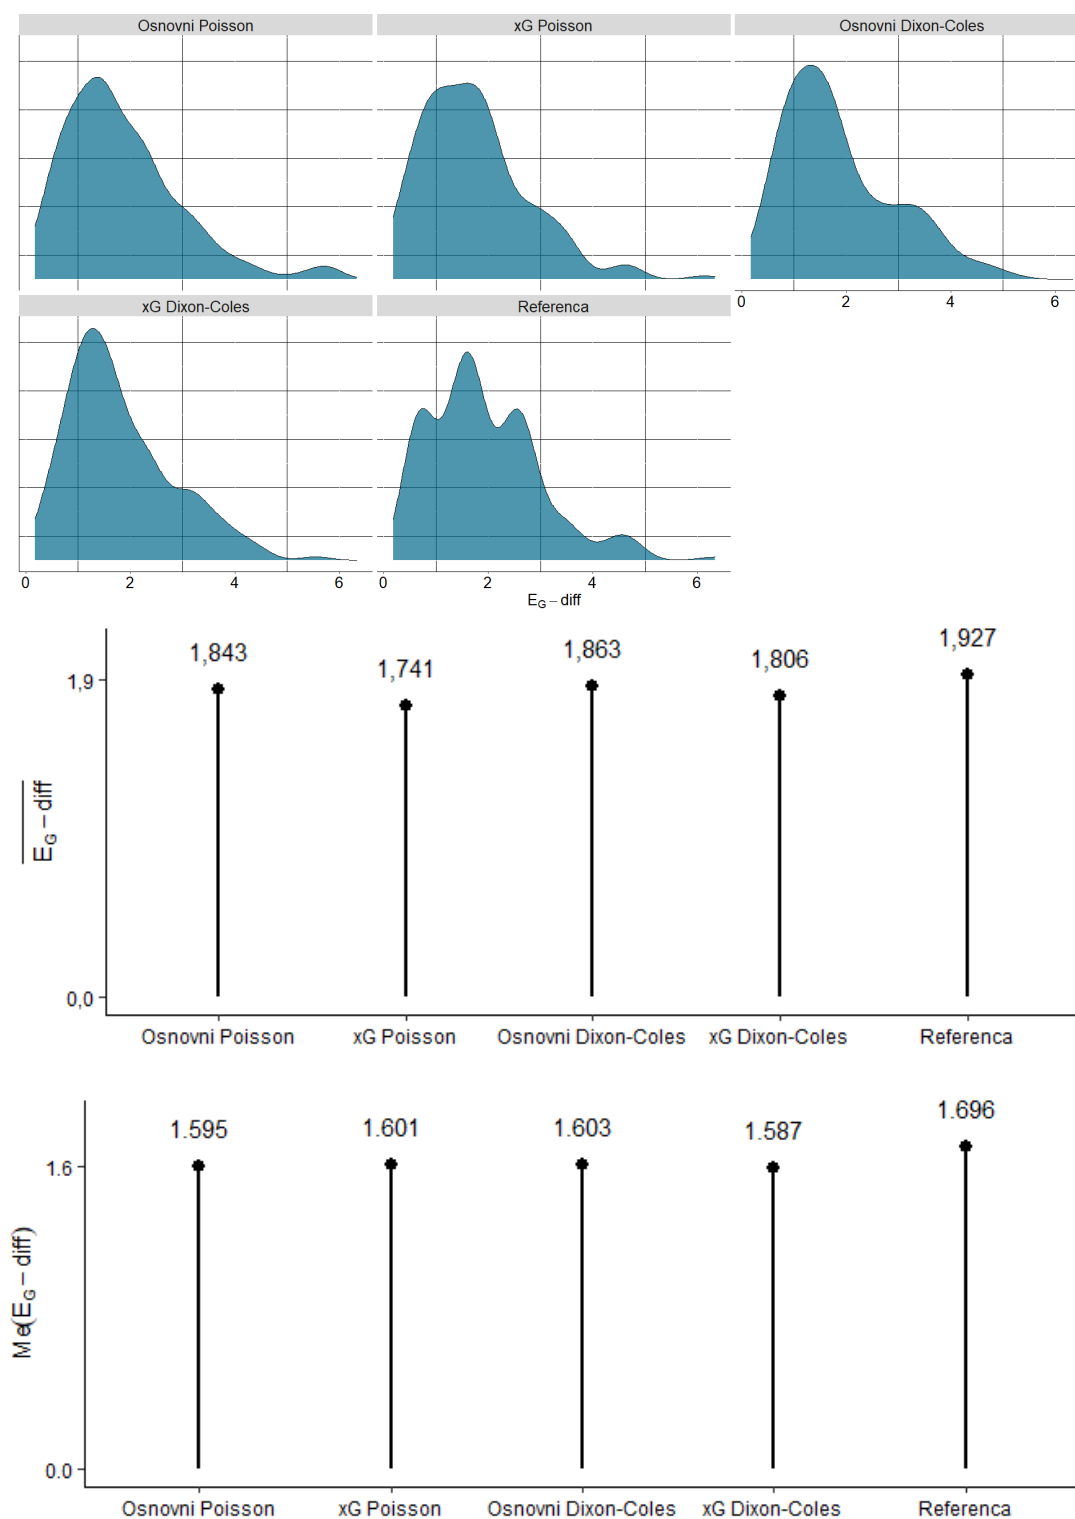 Osnovni Poisson
xG Poisson
Osnovni Dixon-Coles
0 2 4 6
xG Dixon-Coles
Referenca
0 2 4 6
0 2 4 6
E_G – diff
1,843
1,741
1,863
1,806
1,927
1,9
0,0
E_G – diff
Osnovni Poisson
xG Poisson
Osnovni Dixon-Coles
xG Dixon-Coles
Referenca
1.595
1.601
1.603
1.587
1.696
1.6
0.0
Me(E_G – diff)
Osnovni Poisson
xG Poisson
Osnovni Dixon-Coles
xG Dixon-Coles
Referenca